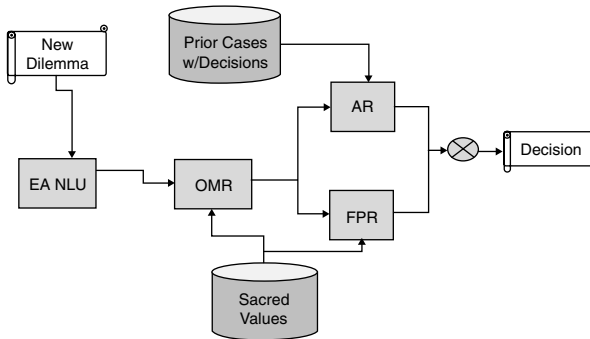 New
Dilemma
Prior Cases
w/Decisions
AR
Decision
EA NLU
OMR
FPR
Sacred
Values